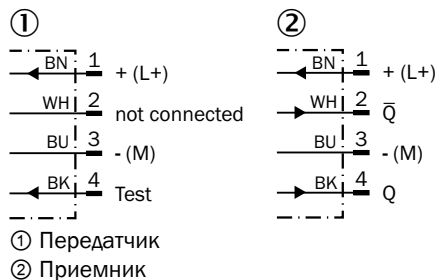 ① ②
BN 1 + (L+) BN 1 + (L+)
WH 2 not connected WH 2 Q̅
BU 3 - (M) BU 3 - (M)
BK 4 Test BK 4 Q
① Передатчик
② Приемник